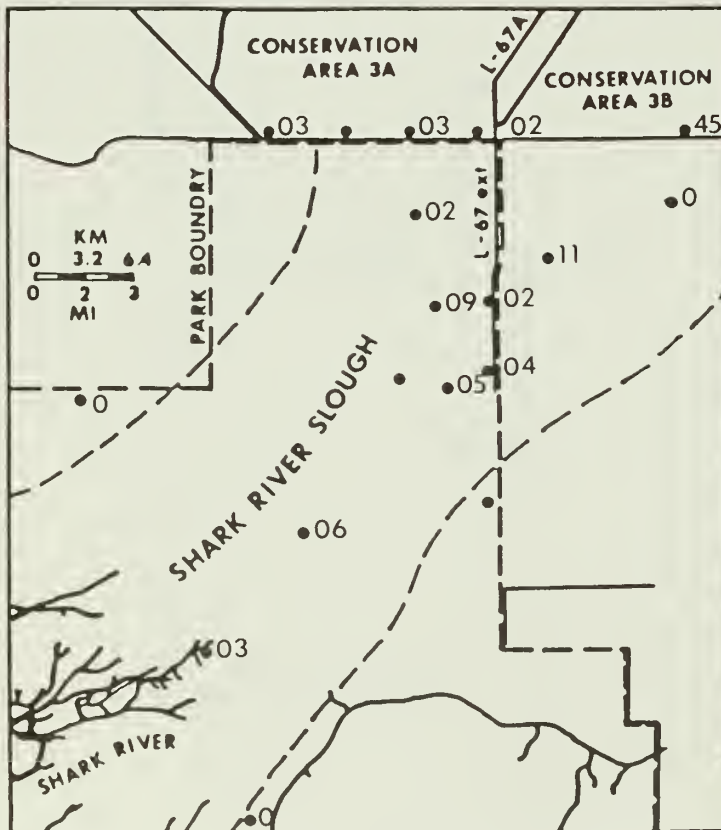 CONSERVATION
AREA 3A
L-67A
CONSERVATION
AREA 3B
03
03
02
45
PARK BOUNDRY
02
L-67 ext
0
11
KM
0 3.2 6.4
0 2 3
MI
09
02
04
05
0
SHARK RIVER SLOUGH
06
03
SHARK RIVER
0